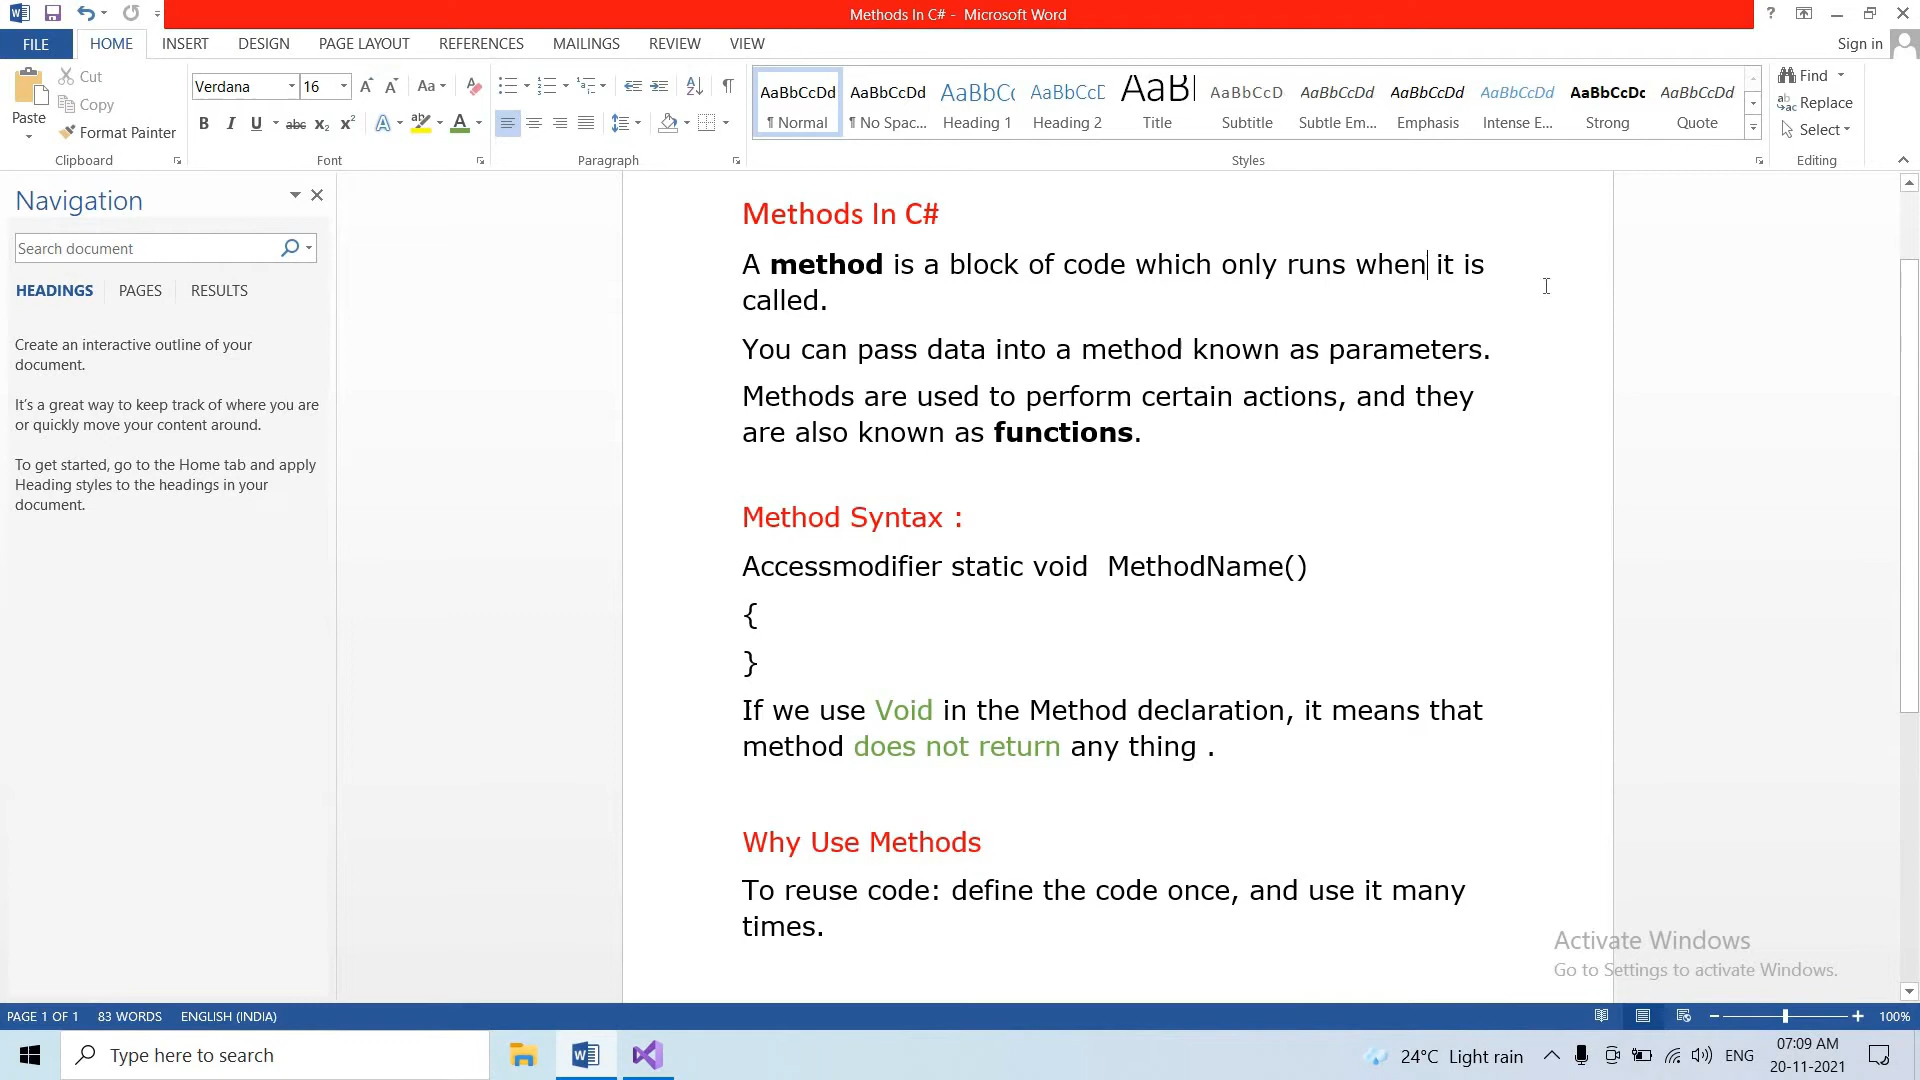 Methods In C# - Microsoft Word
?
FILE HOME INSERT DESIGN PAGE LAYOUT REFERENCES MAILINGS REVIEW VIEW Sign in
Paste
Cut
Copy
Format Painter
Clipboard
Verdana 16
Font
Paragraph
AaBbCcDd AaBbCcDd AaBbCc AaBbCcD AaBl AaBbCcD AaBbCcDd AaBbCcDd AaBbCcDd AaBbCcDc AaBbCcDd
¶ Normal ¶ No Spac... Heading 1 Heading 2 Title Subtitle Subtle Em... Emphasis Intense E... Strong Quote
Styles
Find
Replace
Select
Editing
Navigation
Search document
HEADINGS PAGES RESULTS
Create an interactive outline of your
document.
It's a great way to keep track of where you are
or quickly move your content around.
To get started, go to the Home tab and apply
Heading styles to the headings in your
document.
Methods In C#
A method is a block of code which only runs when it is
called.
You can pass data into a method known as parameters.
Methods are used to perform certain actions, and they
are also known as functions.
Method Syntax :
Accessmodifier static void  MethodName()
{
}
If we use Void in the Method declaration, it means that
method does not return any thing .
Why Use Methods
To reuse code: define the code once, and use it many
times.
Activate Windows
Go to Settings to activate Windows.
PAGE 1 OF 1 83 WORDS ENGLISH (INDIA) 100%
Type here to search
24°C Light rain
ENG
07:09 AM
20-11-2021